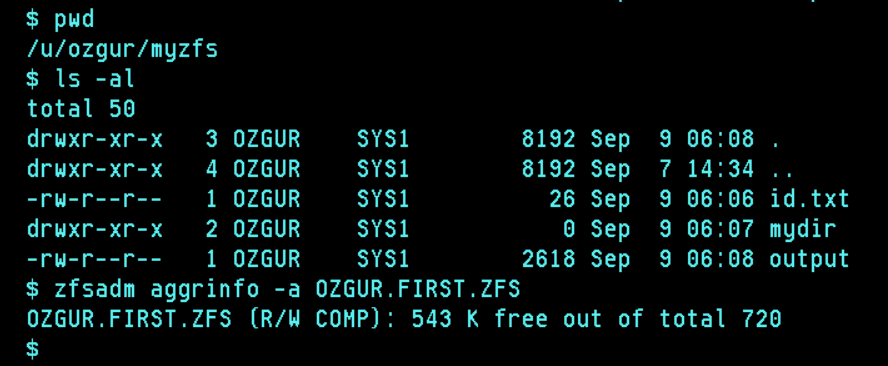 $ pwd
/u/ozgur/myzfs
$ ls -al
total 50
drwxr-xr-x   3 OZGUR    SYS1        8192 Sep  9 06:08 .
drwxr-xr-x   4 OZGUR    SYS1        8192 Sep  7 14:34 ..
-rw-r--r--   1 OZGUR    SYS1          26 Sep  9 06:06 id.txt
drwxr-xr-x   2 OZGUR    SYS1           0 Sep  9 06:07 mydir
-rw-r--r--   1 OZGUR    SYS1        2618 Sep  9 06:08 output
$ zfsadm aggrinfo -a OZGUR.FIRST.ZFS
OZGUR.FIRST.ZFS (R/W COMP): 543 K free out of total 720
$